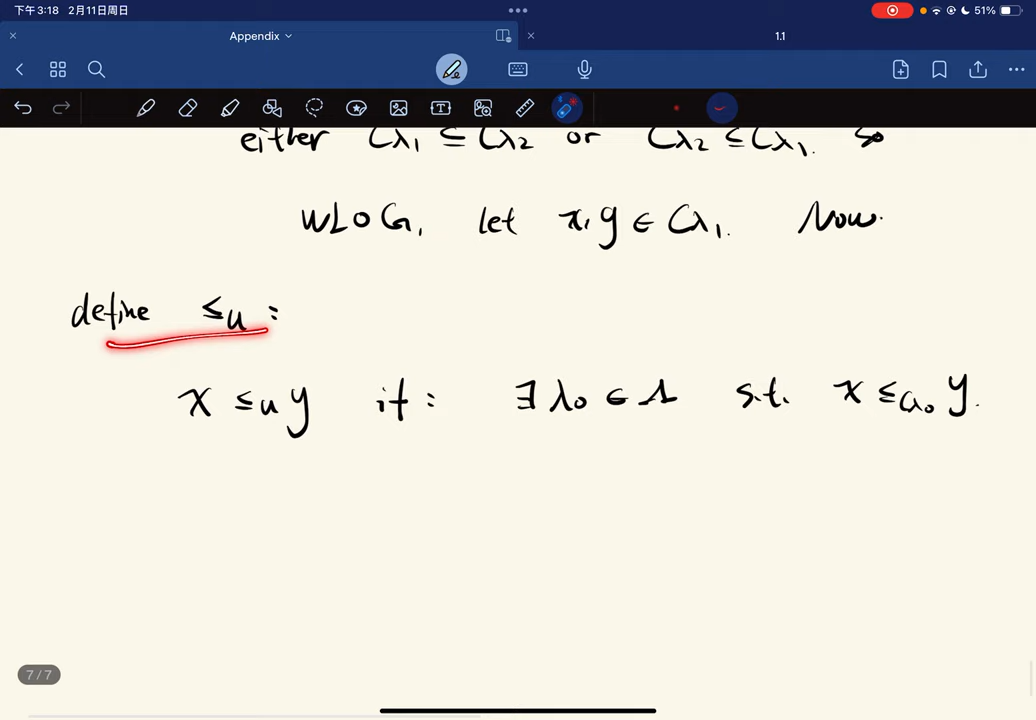 下午3:18 2月11日周日
51%
Appendix
1.1
either Cλ₁ ⊆ Cλ₂ or Cλ₂ ⊆ Cλ₁. so
WLOG, let x, y ∈ Cλ₁. Now
define ≤u :
x ≤u y if : ∃ λ₀ ∈ Λ s.t. x ≤Cλ₀ y.
7/7